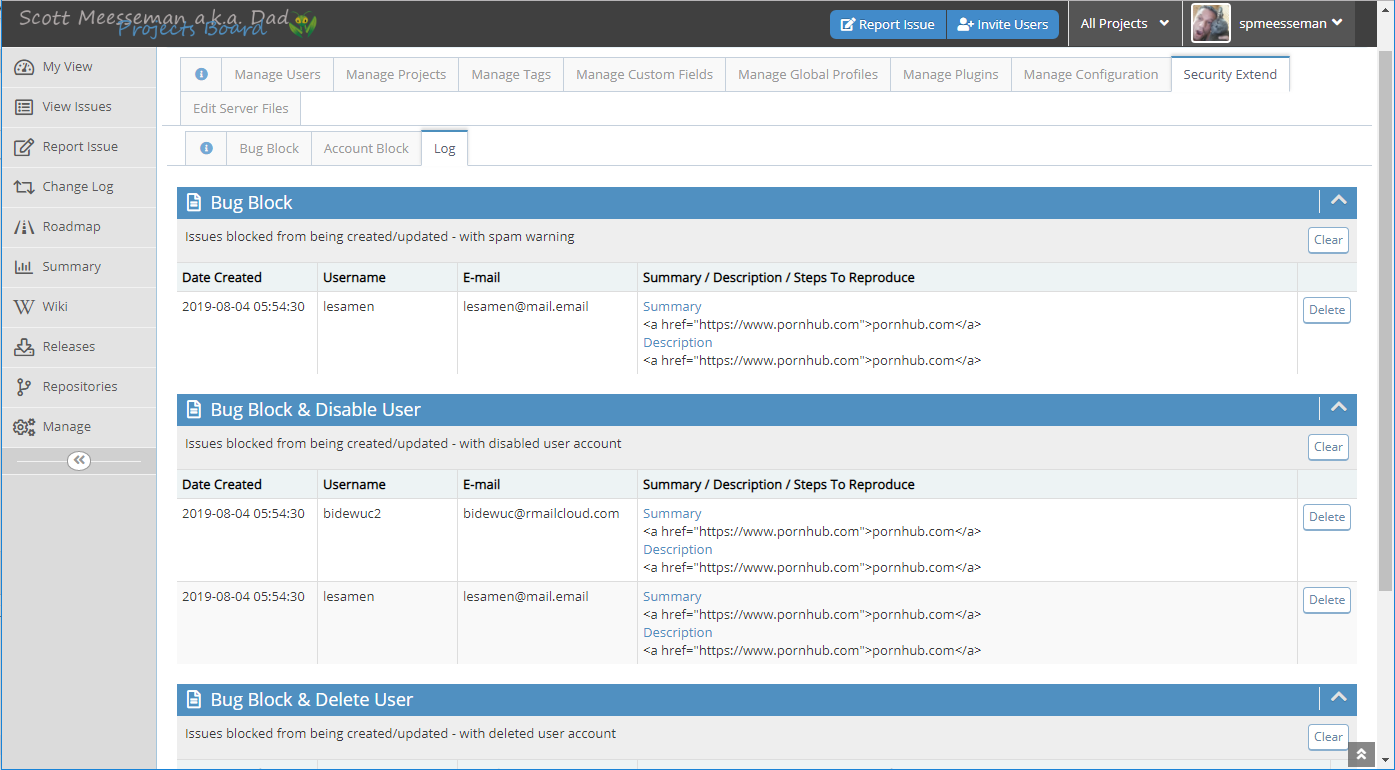 Scott Meesseman a.k.a. Dad
Projects Board
Report Issue
Invite Users
All Projects
spmeesseman
My View
View Issues
Report Issue
Change Log
Roadmap
Summary
Wiki
Releases
Repositories
Manage
Manage Users
Manage Projects
Manage Tags
Manage Custom Fields
Manage Global Profiles
Manage Plugins
Manage Configuration
Security Extend
Edit Server Files
Bug Block
Account Block
Log
Bug Block
Issues blocked from being created/updated - with spam warning
Clear
Date Created Username E-mail Summary / Description / Steps To Reproduce
2019-08-04 05:54:30 lesamen lesamen@mail.email Summary
Delete
<a href="https://www.pornhub.com">pornhub.com</a>
Description
<a href="https://www.pornhub.com">pornhub.com</a>
Bug Block & Disable User
Issues blocked from being created/updated - with disabled user account
Clear
Date Created Username E-mail Summary / Description / Steps To Reproduce
2019-08-04 05:54:30 bidewuc2 bidewuc@rmailcloud.com Summary
Delete
<a href="https://www.pornhub.com">pornhub.com</a>
Description
<a href="https://www.pornhub.com">pornhub.com</a>
2019-08-04 05:54:30 lesamen lesamen@mail.email Summary
Delete
<a href="https://www.pornhub.com">pornhub.com</a>
Description
<a href="https://www.pornhub.com">pornhub.com</a>
Bug Block & Delete User
Issues blocked from being created/updated - with deleted user account
Clear